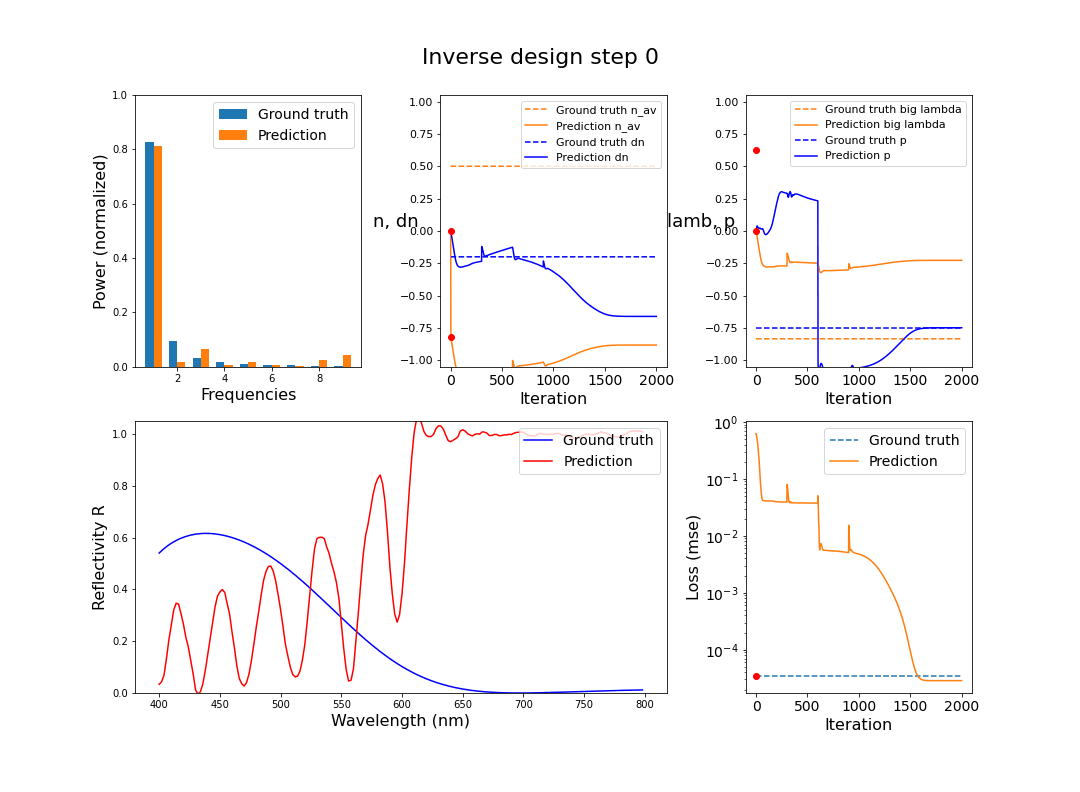 Inverse design step 0
1.0
0.8
0.6
0.4
0.2
0.0
Power (normalized)
Ground truth
Prediction
2 4 6 8
Frequencies
n, dn
1.00
0.75
0.50
0.25
0.00
−0.25
−0.50
−0.75
−1.00
Ground truth n_av
Prediction n_av
Ground truth dn
Prediction dn
0 500 1000 1500 2000
Iteration
lamb, p
1.00
0.75
0.50
0.25
0.00
−0.25
−0.50
−0.75
−1.00
Ground truth big lambda
Prediction big lambda
Ground truth p
Prediction p
0 500 1000 1500 2000
Iteration
Reflectivity R
1.0
0.8
0.6
0.4
0.2
0.0
Ground truth
Prediction
400 450 500 550 600 650 700 750 800
Wavelength (nm)
Loss (mse)
10⁰
10⁻¹
10⁻²
10⁻³
10⁻⁴
Ground truth
Prediction
0 500 1000 1500 2000
Iteration